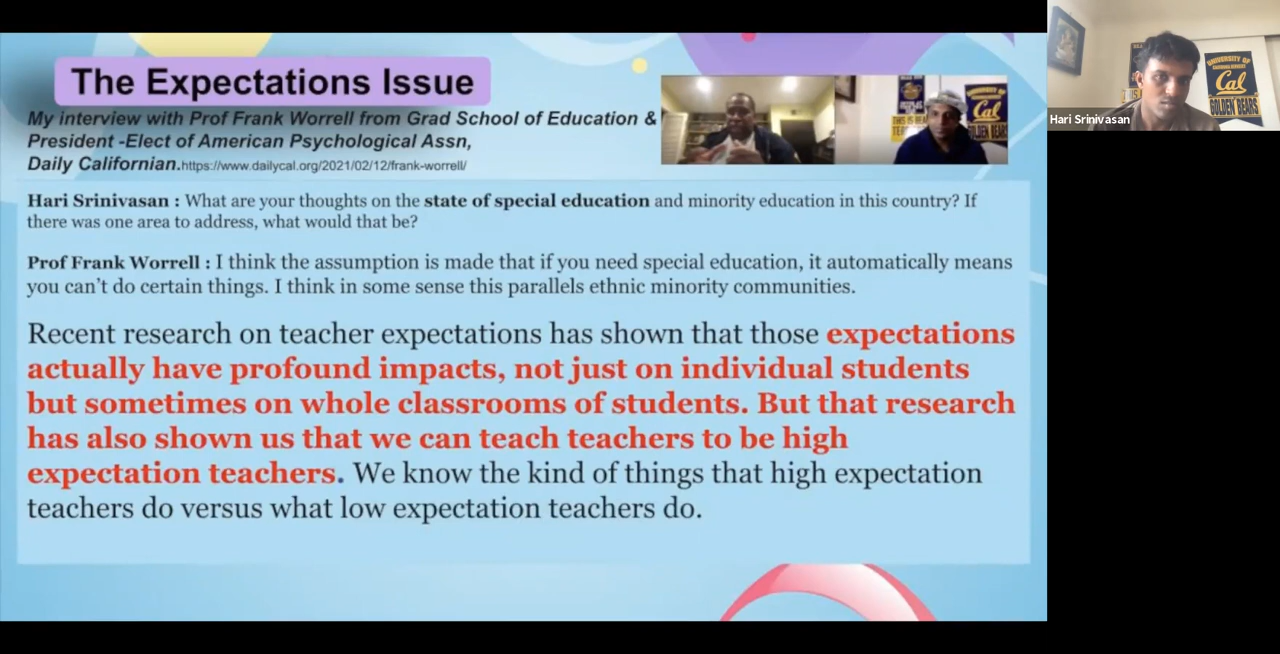 The Expectations Issue
My interview with Prof Frank Worrell from Grad School of Education &
President -Elect of American Psychological Assn,
Daily Californian.https://www.dailycal.org/2021/02/12/frank-worrell/
Hari Srinivasan : What are your thoughts on the state of special education and minority education in this country? If
there was one area to address, what would that be?
Prof Frank Worrell : I think the assumption is made that if you need special education, it automatically means
you can't do certain things. I think in some sense this parallels ethnic minority communities.
Recent research on teacher expectations has shown that those expectations
actually have profound impacts, not just on individual students
but sometimes on whole classrooms of students. But that research
has also shown us that we can teach teachers to be high
expectation teachers. We know the kind of things that high expectation
teachers do versus what low expectation teachers do.
Cal
GOLDEN BEARS
UNIVERSITY OF
Cal
GOLDEN BEARS
Hari Srinivasan